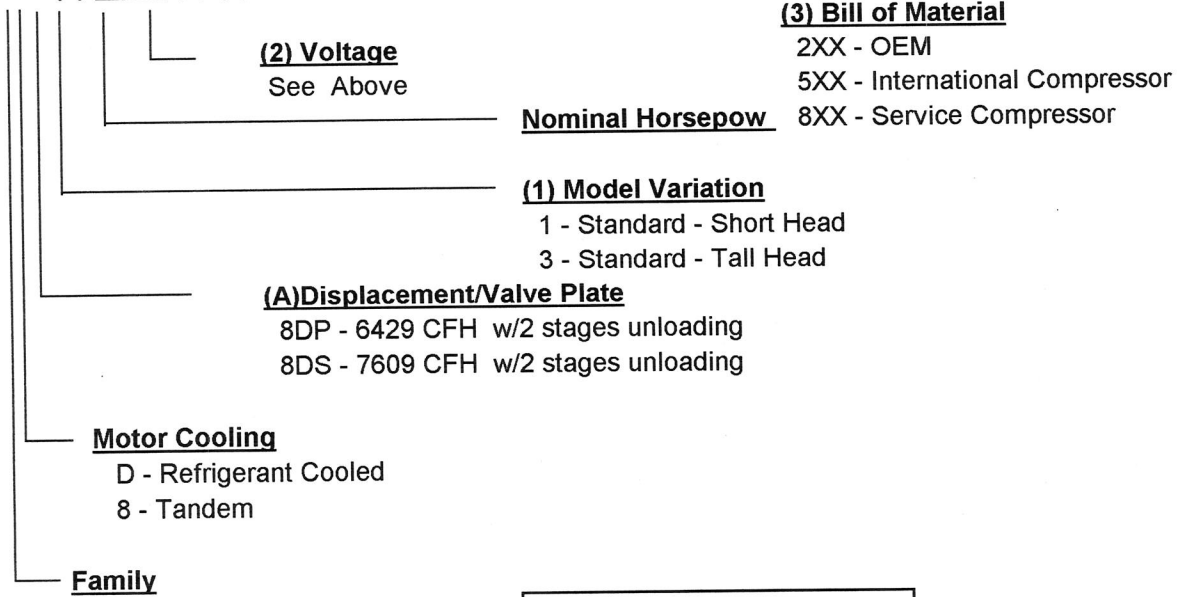 (3) Bill of Material
2XX - OEM
5XX - International Compressor
8XX - Service Compressor
(2) Voltage
See Above
Nominal Horsepow
(1) Model Variation
1 - Standard - Short Head
3 - Standard - Tall Head
(A)Displacement/Valve Plate
8DP - 6429 CFH w/2 stages unloading
8DS - 7609 CFH w/2 stages unloading
Motor Cooling
D - Refrigerant Cooled
8 - Tandem
Family